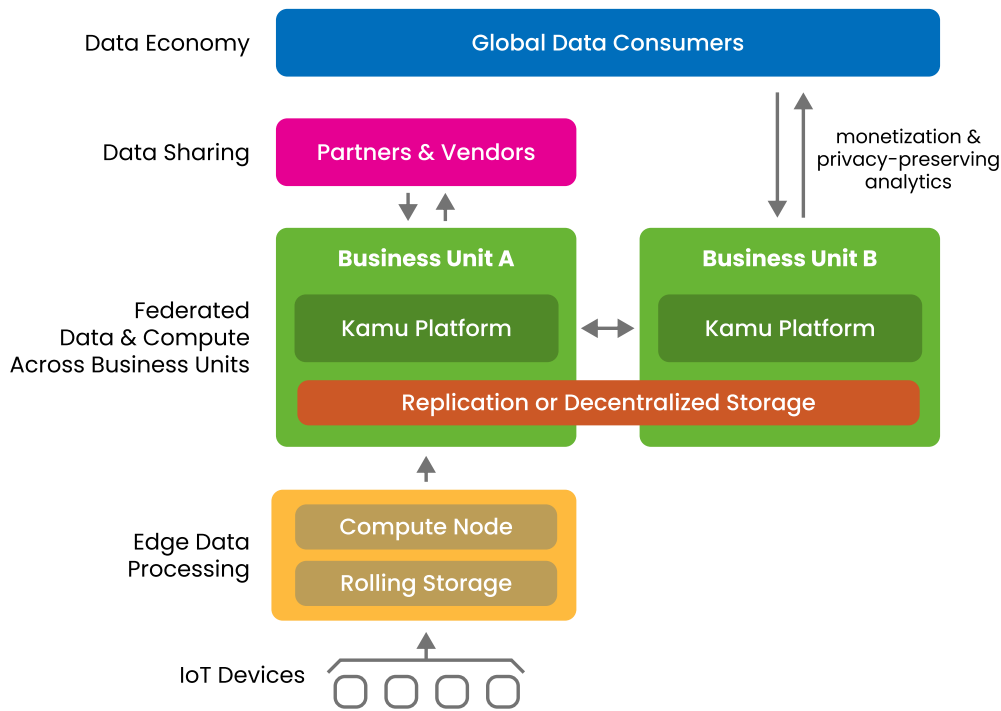 Data Economy
Global Data Consumers
Data Sharing
Partners & Vendors
monetization &
privacy-preserving
analytics
Business Unit A
Business Unit B
Federated
Data & Compute
Across Business Units
Kamu Platform
Kamu Platform
Replication or Decentralized Storage
Edge Data
Processing
Compute Node
Rolling Storage
IoT Devices